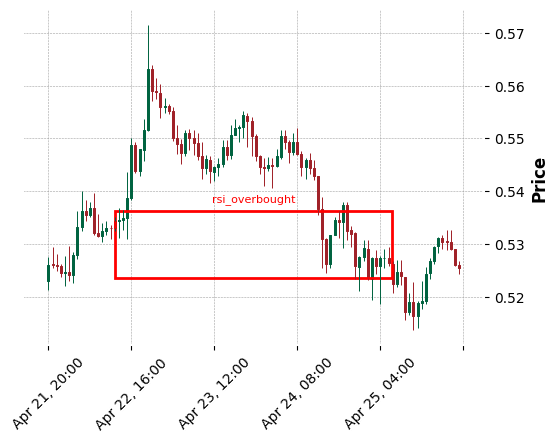 0.57
0.56
0.55
0.54
0.53
0.52
Price
rsi_overbought
Apr 21, 20:00
Apr 22, 16:00
Apr 23, 12:00
Apr 24, 08:00
Apr 25, 04:00